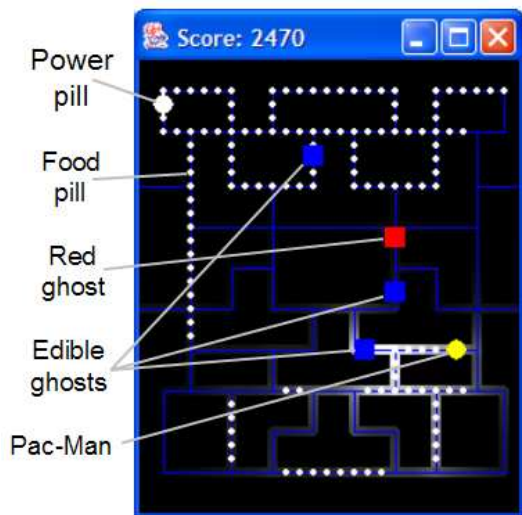 Score: 2470
Power
pill
Food
pill
Red
ghost
Edible
ghosts
Pac-Man